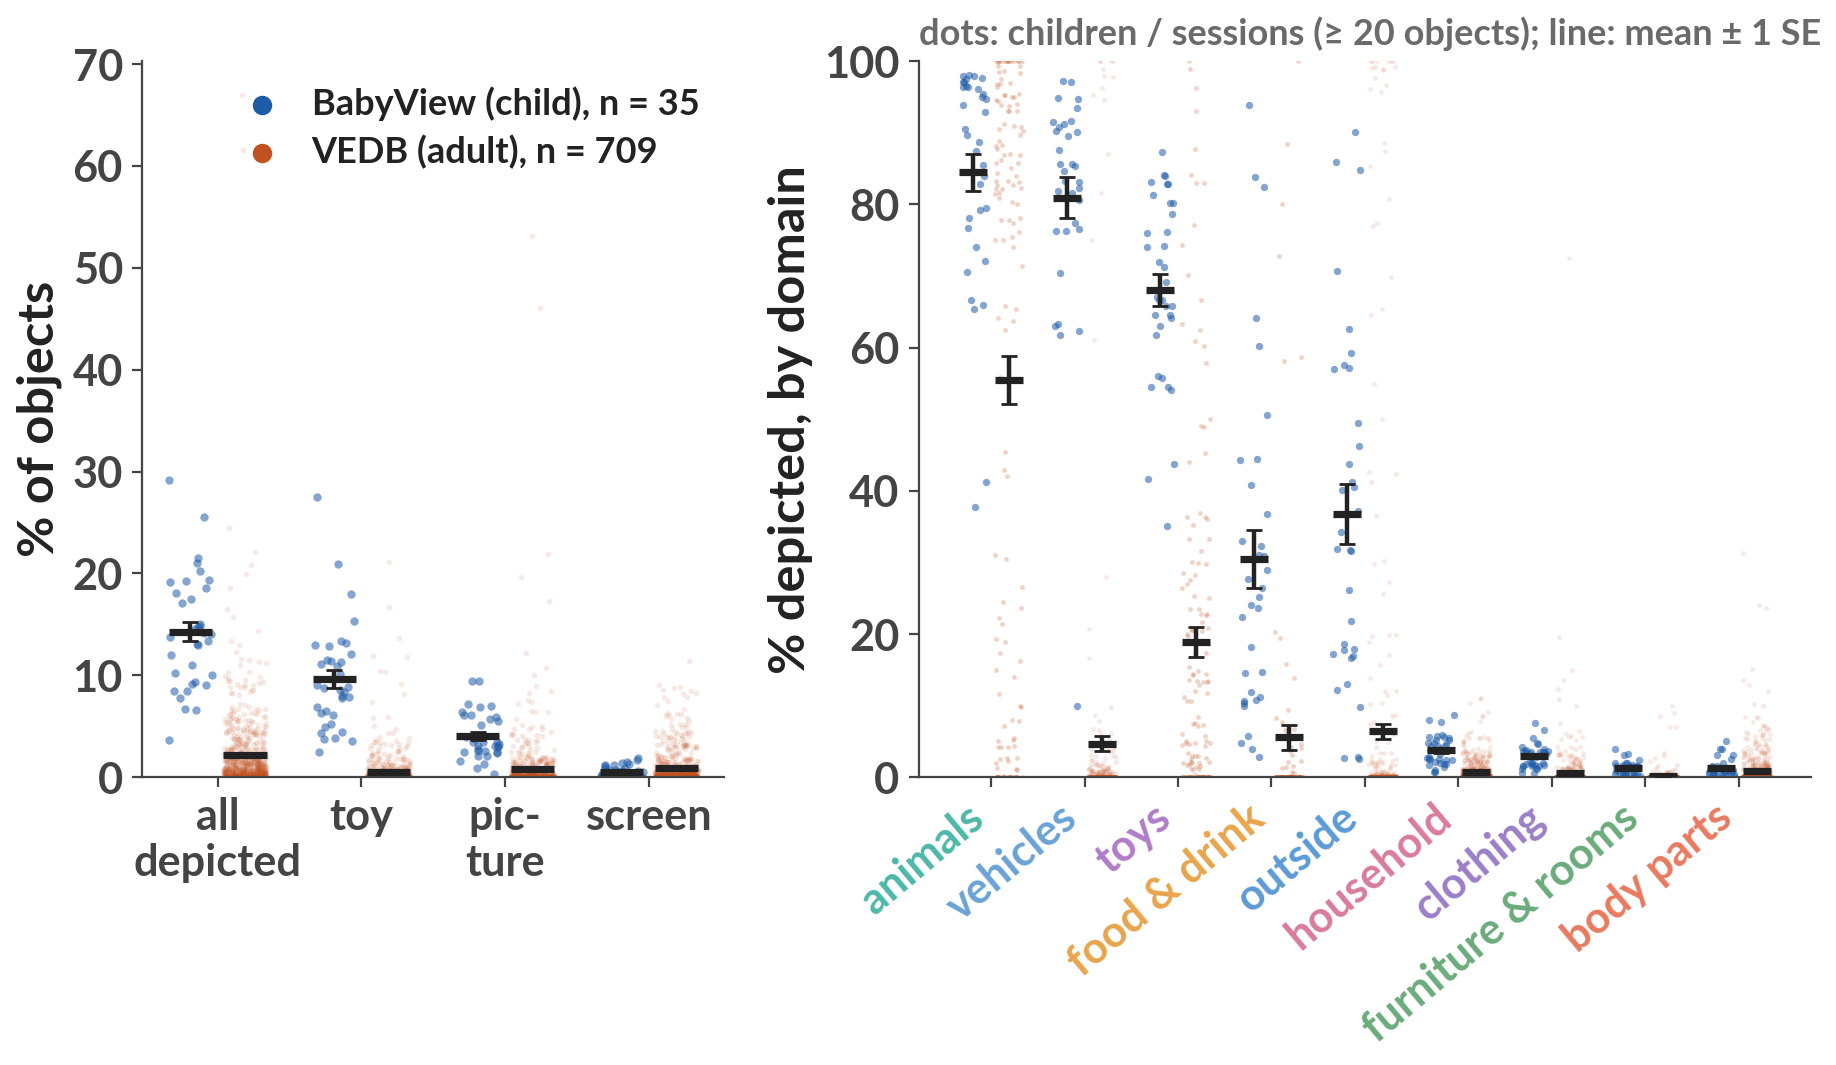 dots: children / sessions (≥ 20 objects); line: mean ± 1 SE
% of objects
70
60
50
40
30
20
10
0
BabyView (child), n = 35
VEDB (adult), n = 709
all depicted
toy
pic-
ture
screen
% depicted, by domain
100
80
60
40
20
0
animals
vehicles
toys
food & drink
outside
household
clothing
furniture & rooms
body parts